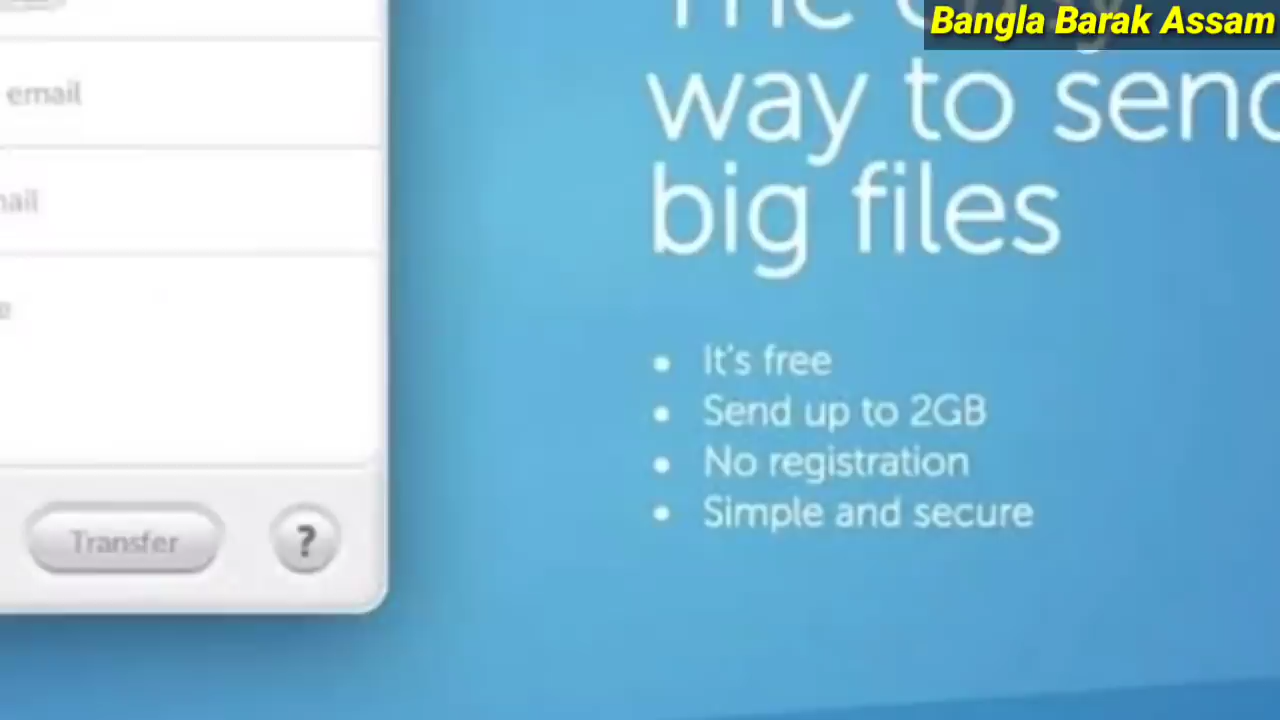 Bangla Barak Assam
The
way to send
big files
It's free
Send up to 2GB
No registration
Simple and secure
email
Transfer
?